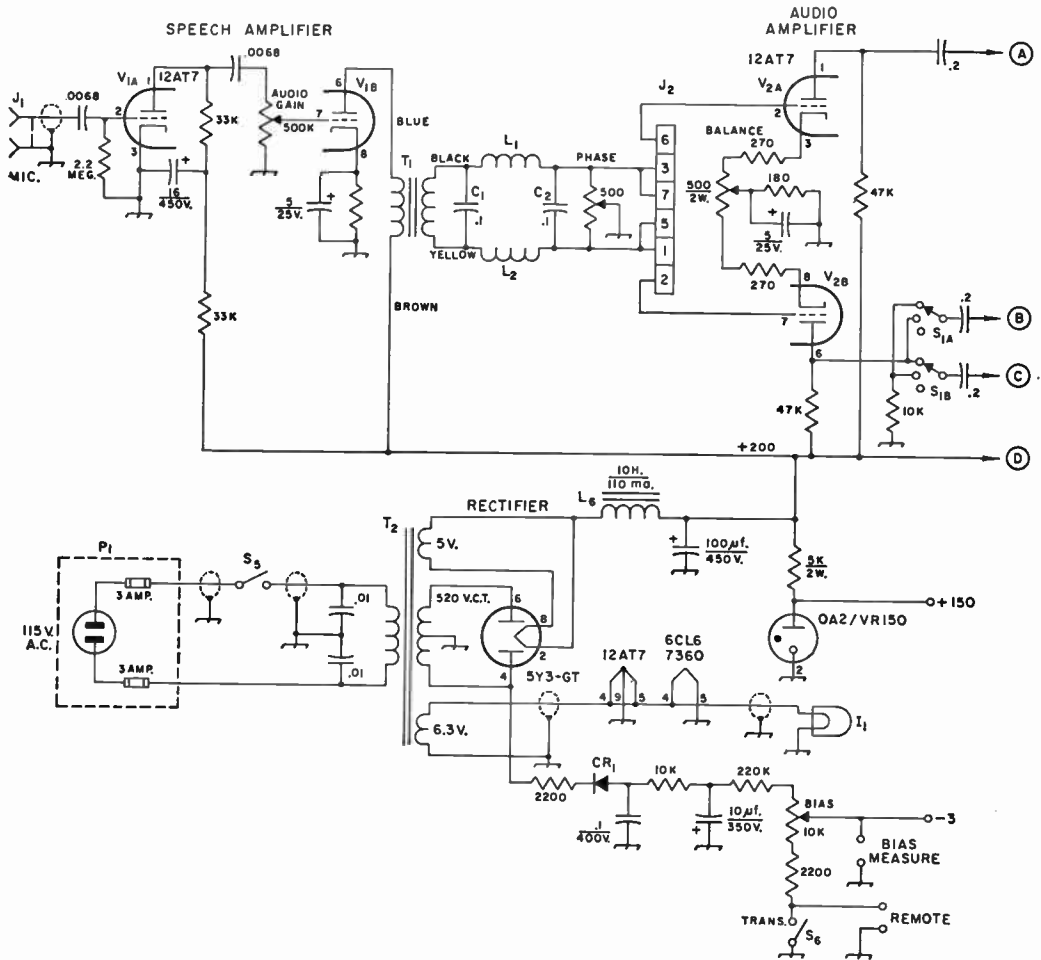 SPEECH AMPLIFIER
AUDIO
AMPLIFIER
.0068
V1A 1 12AT7
V1B
12AT7
V2A
1
.2
A
J1
.0068
2
3
33K
AUDIO
GAIN
500K
6
7
8
BLUE
J2
2
3
MIC.
2.2
MEG.
16
450V.
5
25V.
T1
BLACK
L1
PHASE
C1
.1
C2
.1
500
YELLOW
L2
BROWN
6
3
7
5
1
2
BALANCE
270
500
2W.
180
5
25V.
270
8
V2B
7
6
47K
33K
.2
B
S1A
C
S1B
.2
47K
10K
+200
D
10H.
110 ma.
L6
RECTIFIER
T2
5V.
+
100µf.
450V.
5K
2W.
+150
P1
3 AMP.
S5
.01
520 V.C.T.
6
8
2
4
5Y3-GT
OA2/VR150
2
115V.
A.C.
3AMP.
.01
12AT7
6CL6
7360
4 9 5
4 5
6.3V.
I1
CR1
2200
10K
220K
.1
400V.
10µf.
350V.
BIAS
10K
-3
BIAS
MEASURE
2200
TRANS.
S6
REMOTE